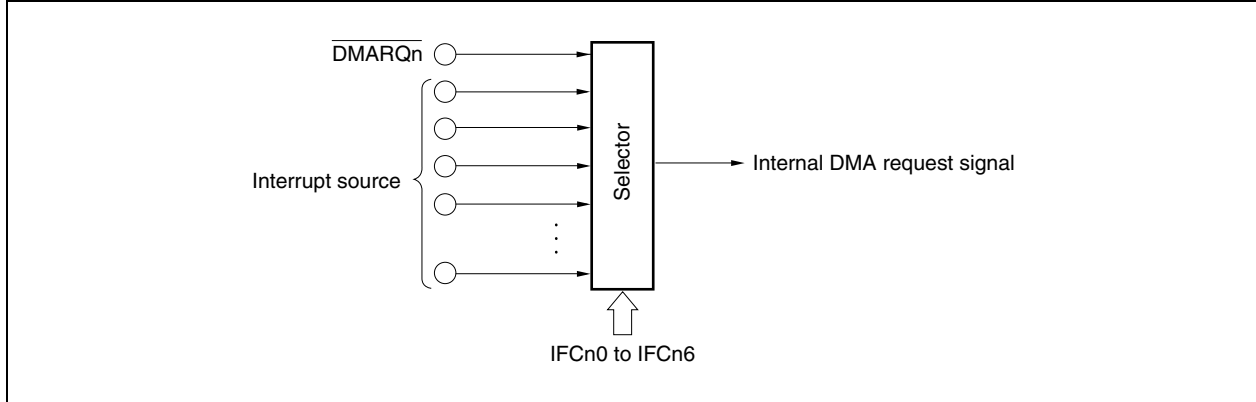 DMARQn
Interrupt source
Selector
Internal DMA request signal
IFCn0 to IFCn6